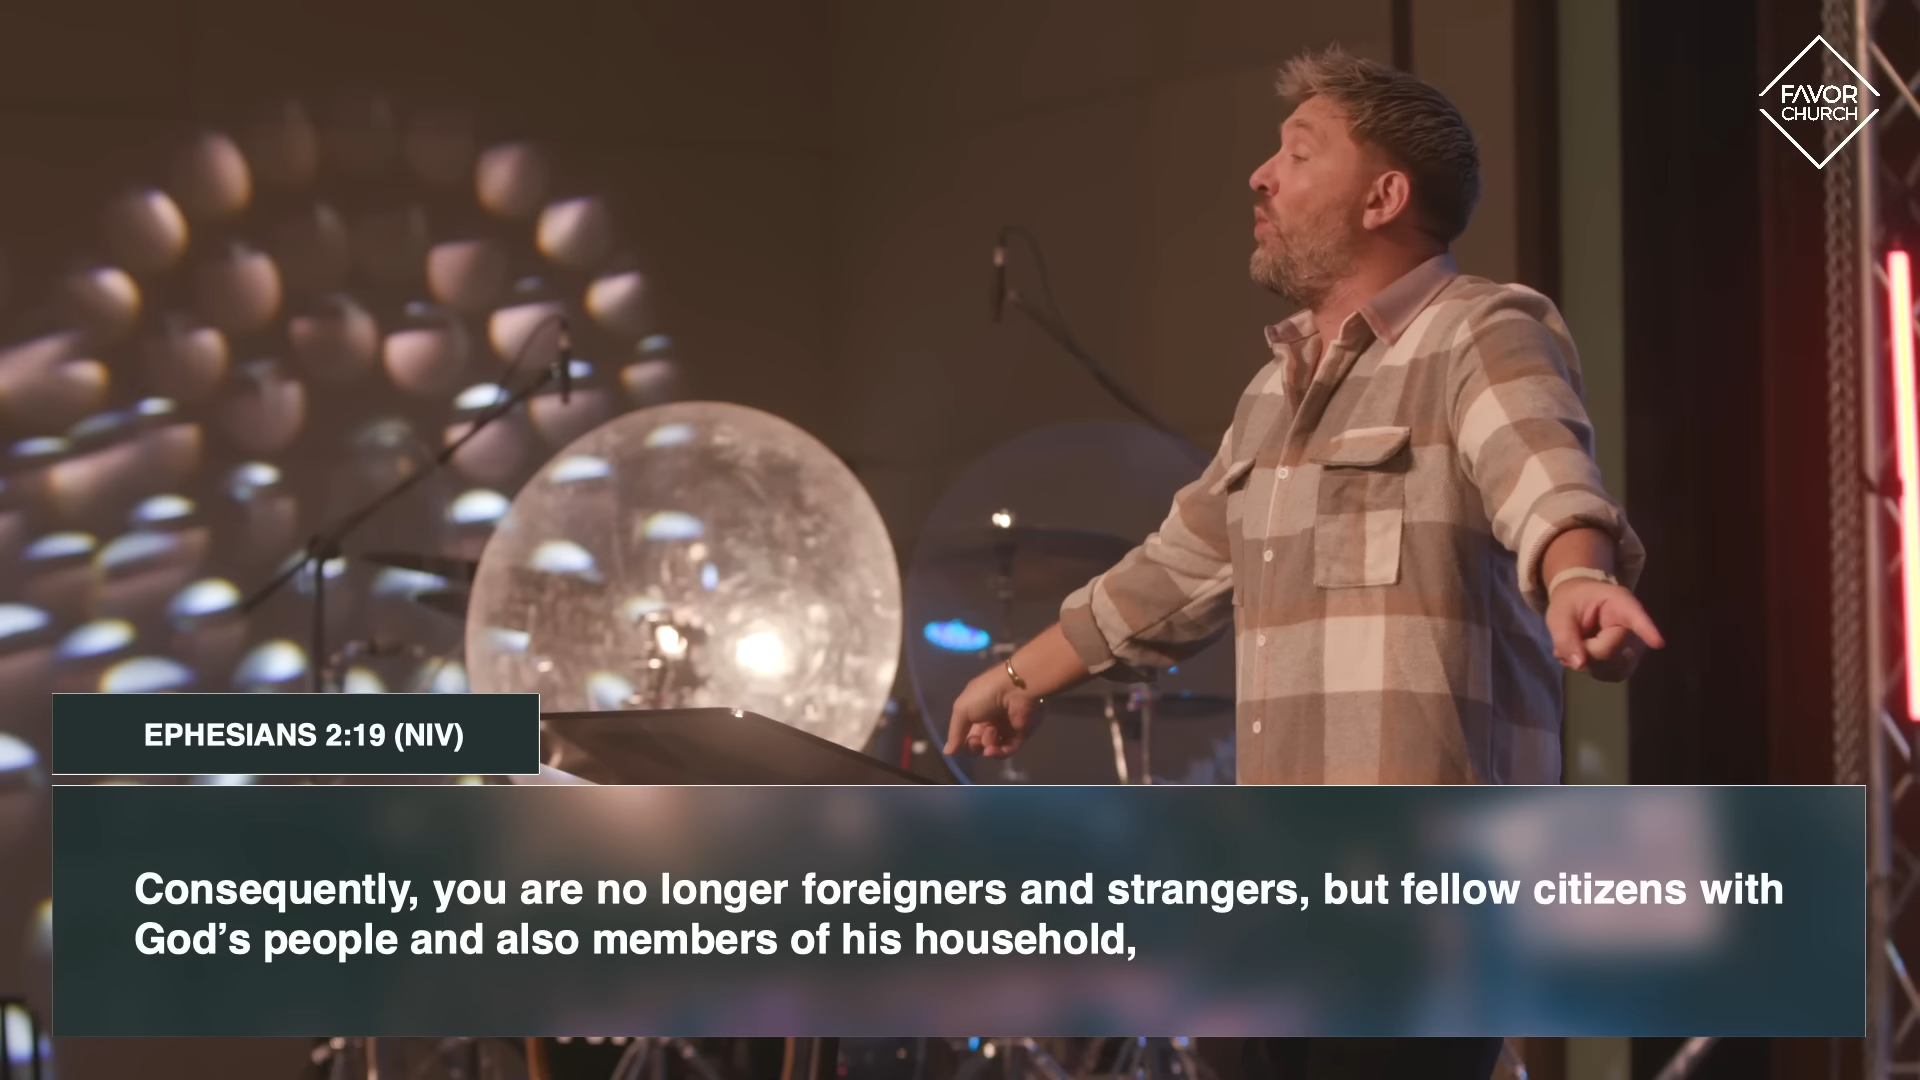 FAVOR
CHURCH
EPHESIANS 2:19 (NIV)
Consequently, you are no longer foreigners and strangers, but fellow citizens with
God’s people and also members of his household,